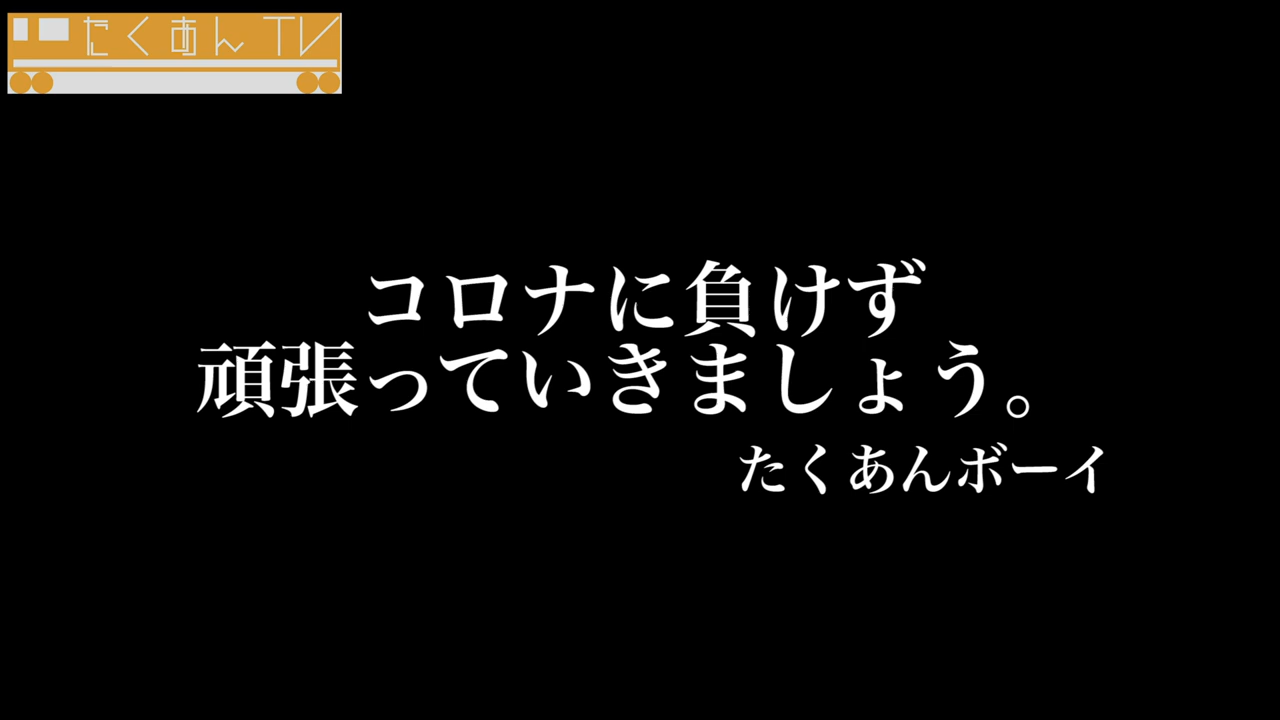 たくあんTV
コロナに負けず
頑張っていきましょう。
たくあんボーイ